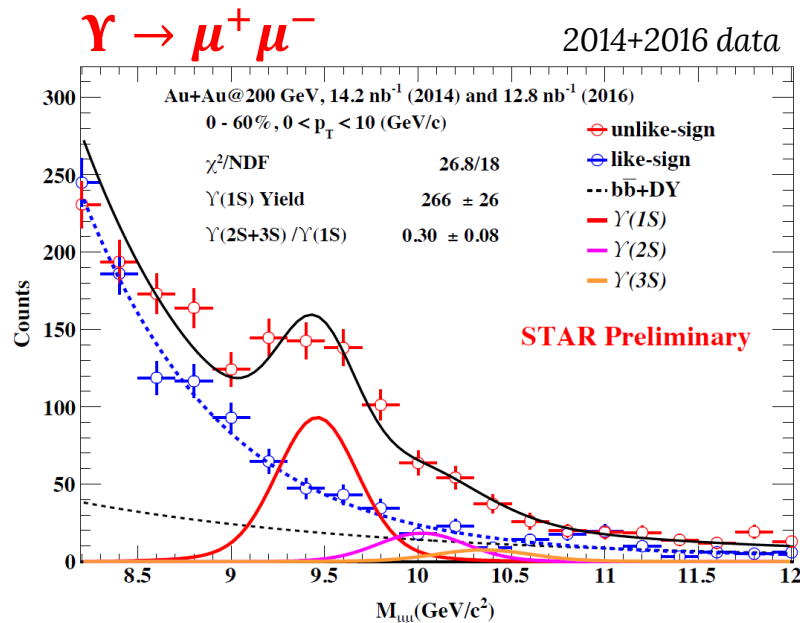 ϒ → μ⁺μ⁻
2014+2016 data
Au+Au@200 GeV, 14.2 nb⁻¹ (2014) and 12.8 nb⁻¹ (2016)
0 - 60%, 0 < p_T < 10 (GeV/c)
χ²/NDF 26.8/18
ϒ(1S) Yield 266 ± 26
ϒ(2S+3S) /ϒ(1S) 0.30 ± 0.08
unlike-sign
like-sign
bb̅+DY
ϒ(1S)
ϒ(2S)
ϒ(3S)
STAR Preliminary
Counts
300
250
200
150
100
50
0
8.5 9 9.5 10 10.5 11 11.5 12
M_μμ(GeV/c²)